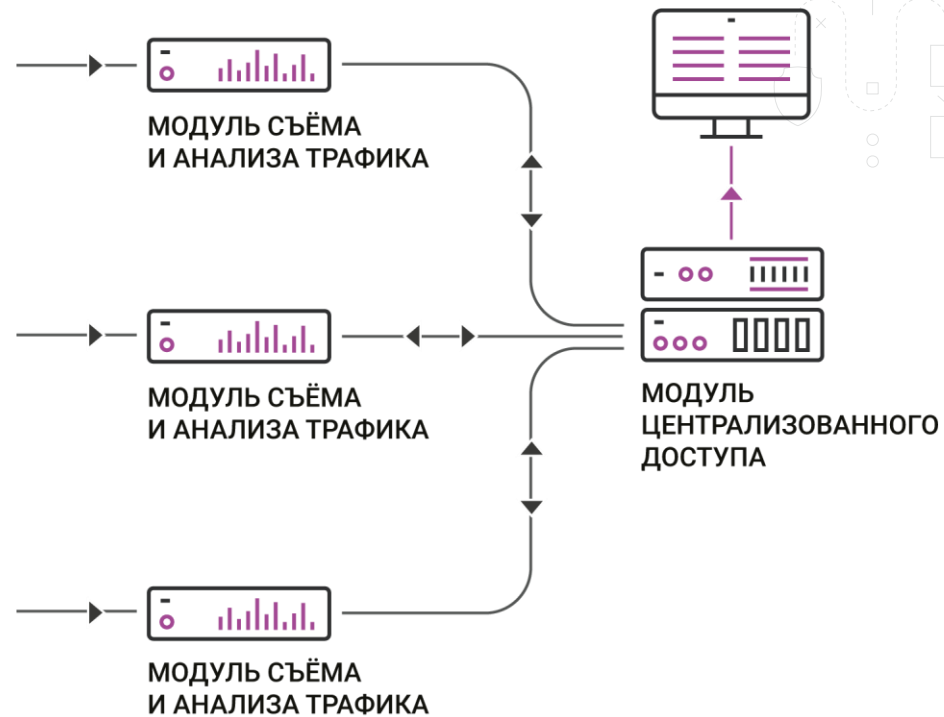 МОДУЛЬ СЪЁМА
И АНАЛИЗА ТРАФИКА
МОДУЛЬ СЪЁМА
И АНАЛИЗА ТРАФИКА
МОДУЛЬ
ЦЕНТРАЛИЗОВАННОГО
ДОСТУПА
МОДУЛЬ СЪЁМА
И АНАЛИЗА ТРАФИКА